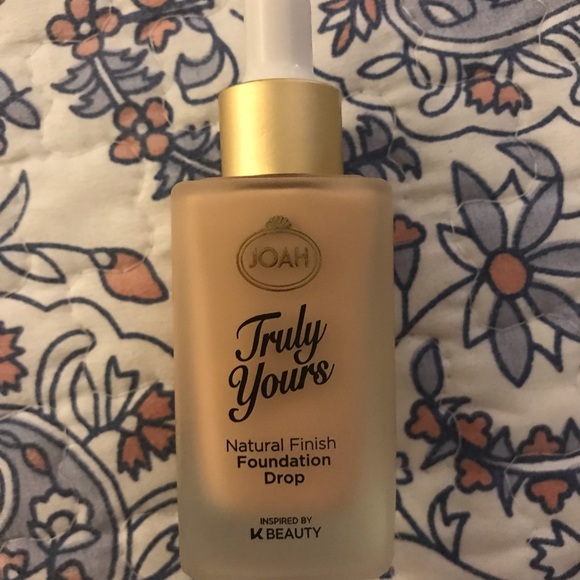 JOAH
Truly
Yours
Natural Finish
Foundation
Drop
INSPIRED BY
K BEAUTY